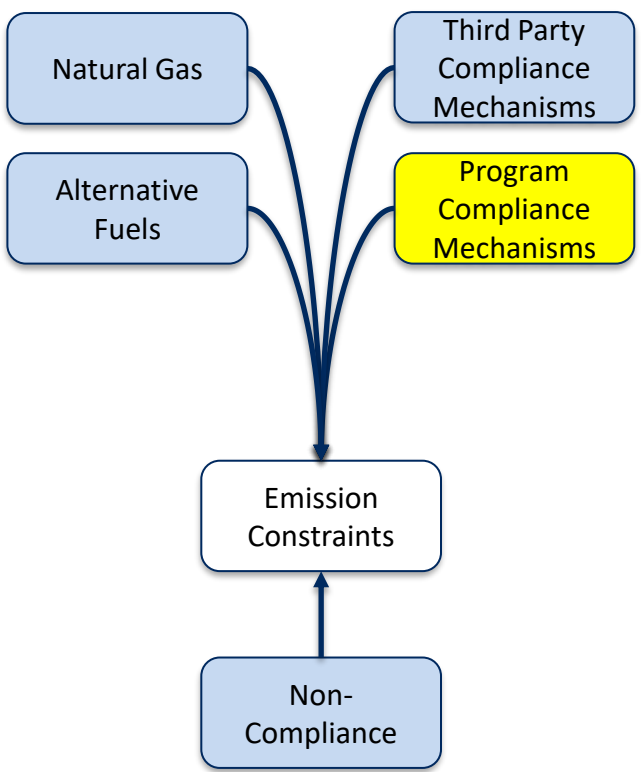 Natural Gas
Third Party
Compliance
Mechanisms
Alternative
Fuels
Program
Compliance
Mechanisms
Emission
Constraints
Non-
Compliance